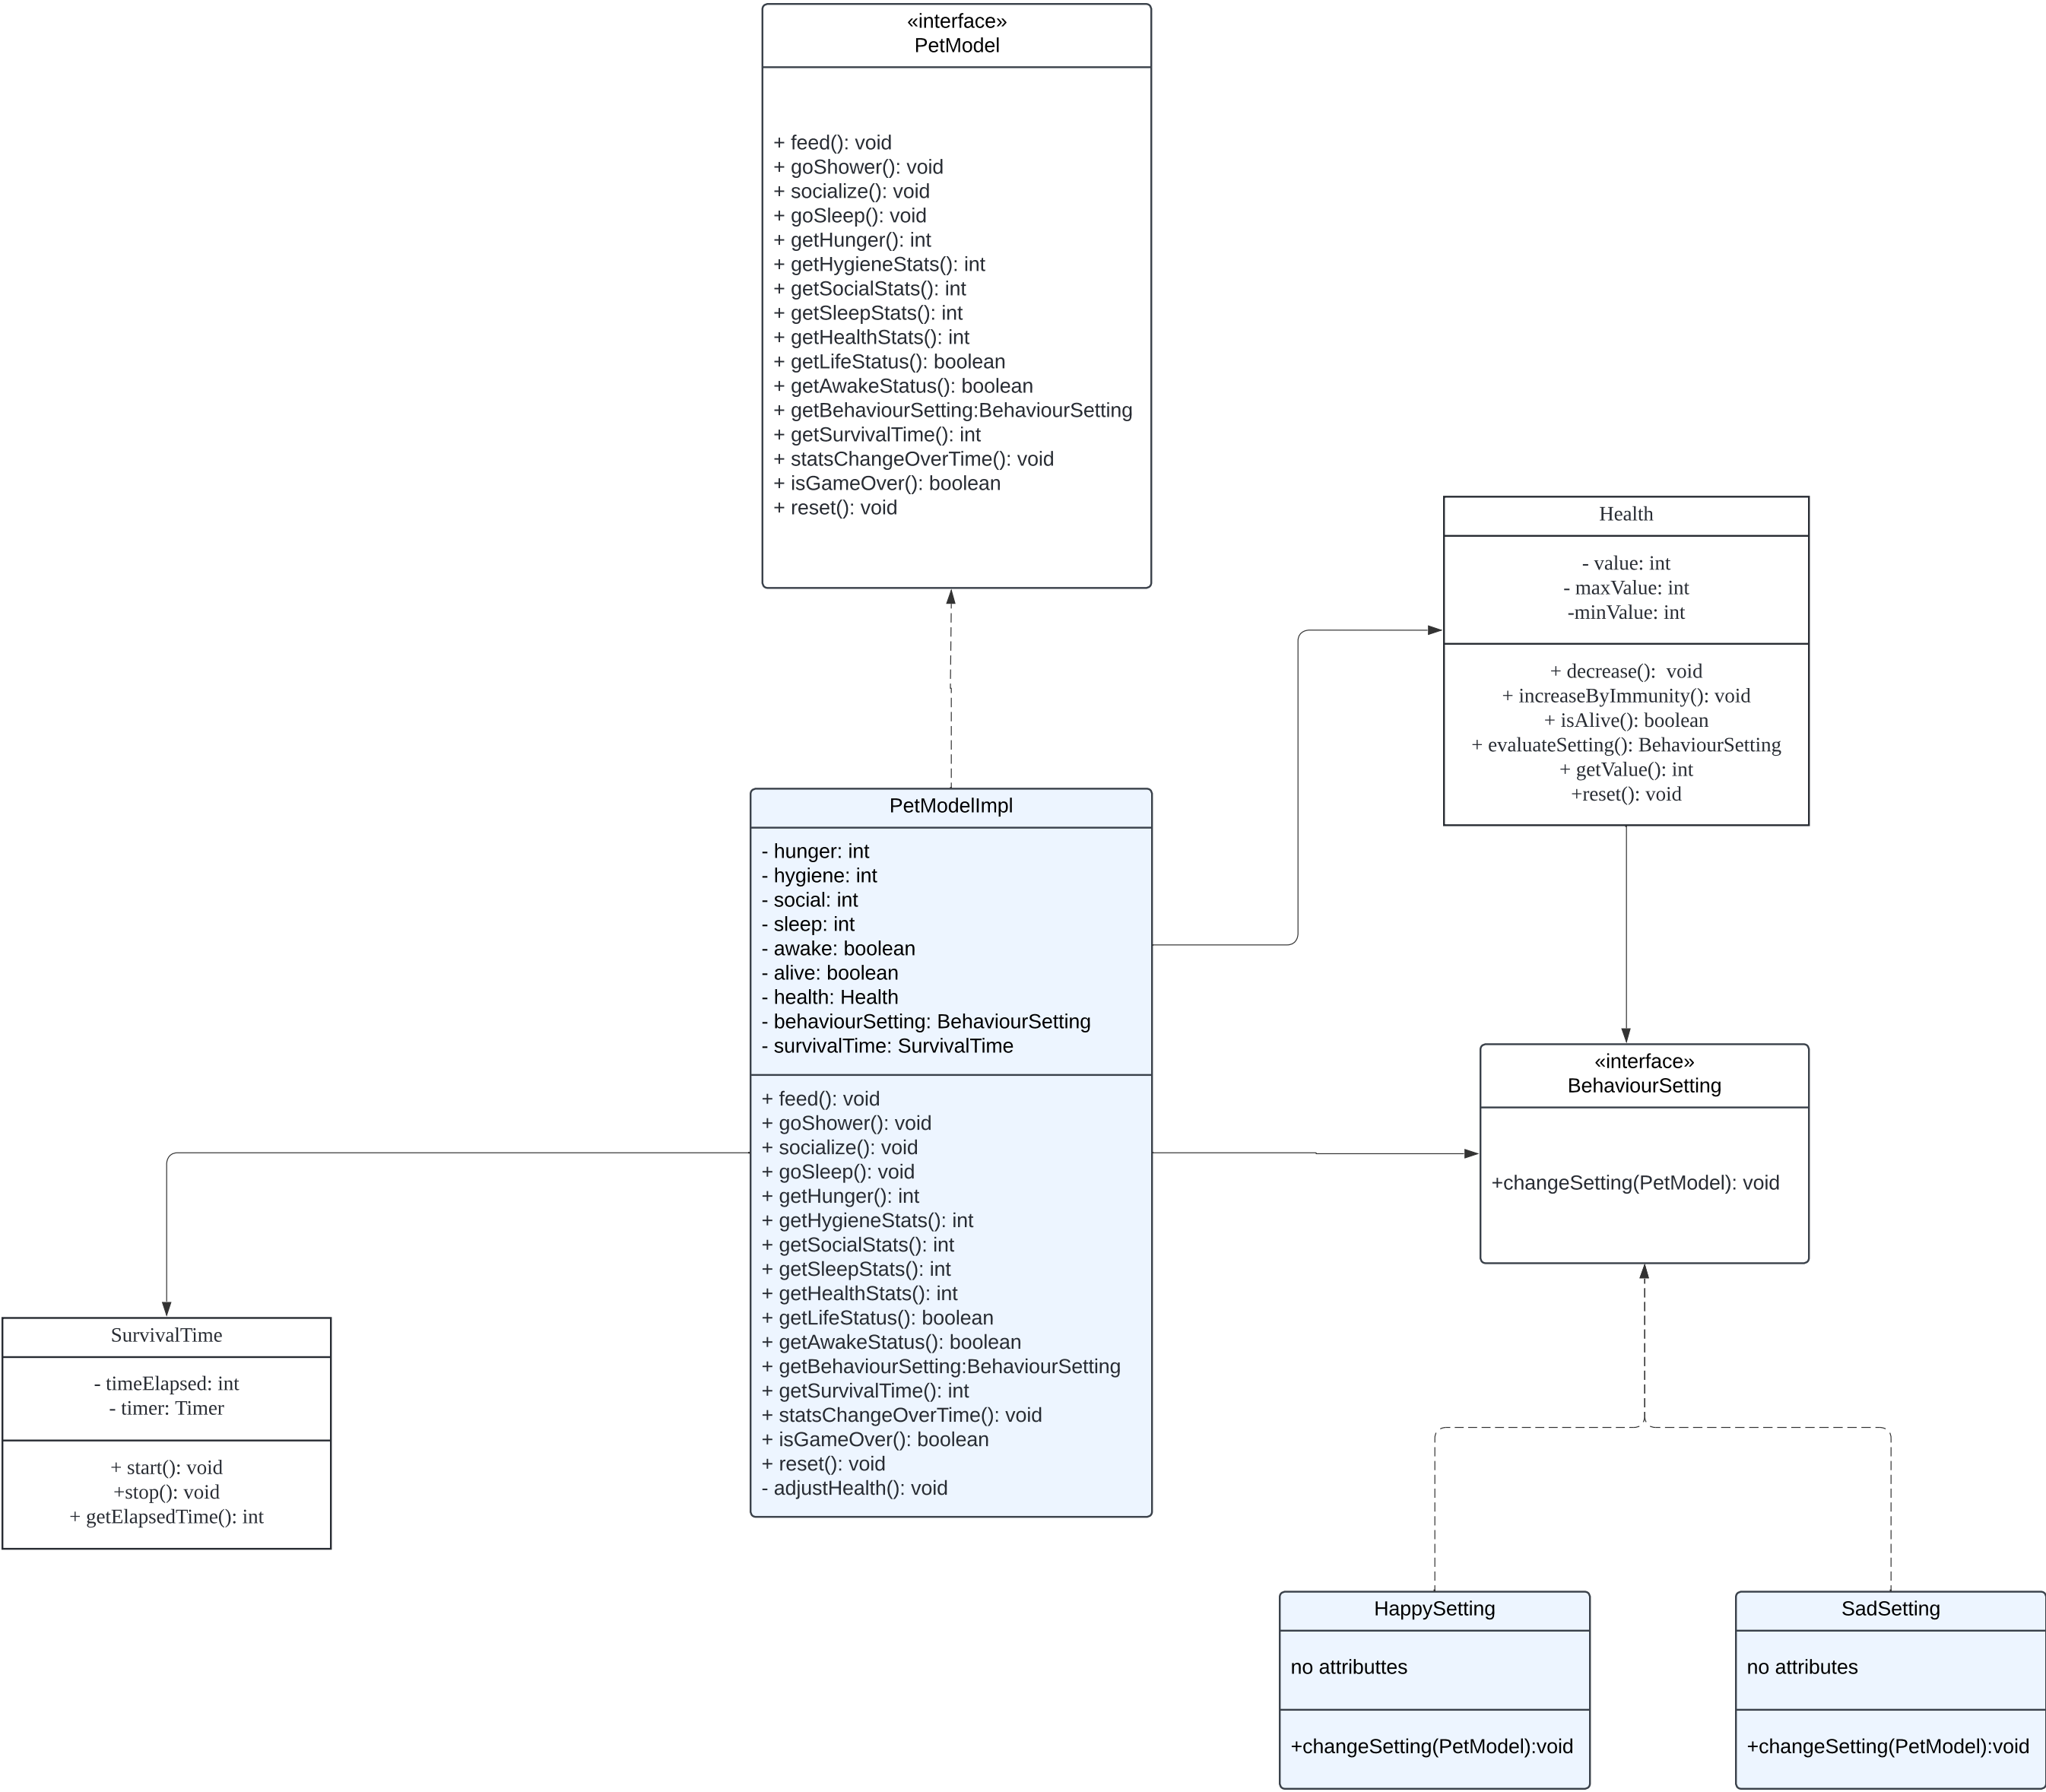 «interface»
PetModel
+ feed(): void
+ goShower(): void
+ socialize(): void
+ goSleep(): void
+ getHunger(): int
+ getHygieneStats(): int
+ getSocialStats(): int
+ getSleepStats(): int
+ getHealthStats(): int
+ getLifeStatus(): boolean
+ getAwakeStatus(): boolean
+ getBehaviourSetting:BehaviourSetting
+ getSurvivalTime(): int
+ statsChangeOverTime(): void
+ isGameOver(): boolean
+ reset(): void
Health
- value: int
- maxValue: int
-minValue: int
+ decrease():  void
+ increaseByImmunity(): void
+ isAlive(): boolean
+ evaluateSetting(): BehaviourSetting
+ getValue(): int
+reset(): void
PetModelImpl
- hunger: int
- hygiene: int
- social: int
- sleep: int
- awake: boolean
- alive: boolean
- health: Health
- behaviourSetting: BehaviourSetting
- survivalTime: SurvivalTime
+ feed(): void
+ goShower(): void
+ socialize(): void
+ goSleep(): void
+ getHunger(): int
+ getHygieneStats(): int
+ getSocialStats(): int
+ getSleepStats(): int
+ getHealthStats(): int
+ getLifeStatus(): boolean
+ getAwakeStatus(): boolean
+ getBehaviourSetting:BehaviourSetting
+ getSurvivalTime(): int
+ statsChangeOverTime(): void
+ isGameOver(): boolean
+ reset(): void
- adjustHealth(): void
«interface»
BehaviourSetting
+changeSetting(PetModel): void
SurvivalTime
- timeElapsed: int
- timer: Timer
+ start(): void
+stop(): void
+ getElapsedTime(): int
HappySetting
no attributtes
+changeSetting(PetModel):void
SadSetting
no attributes
+changeSetting(PetModel):void